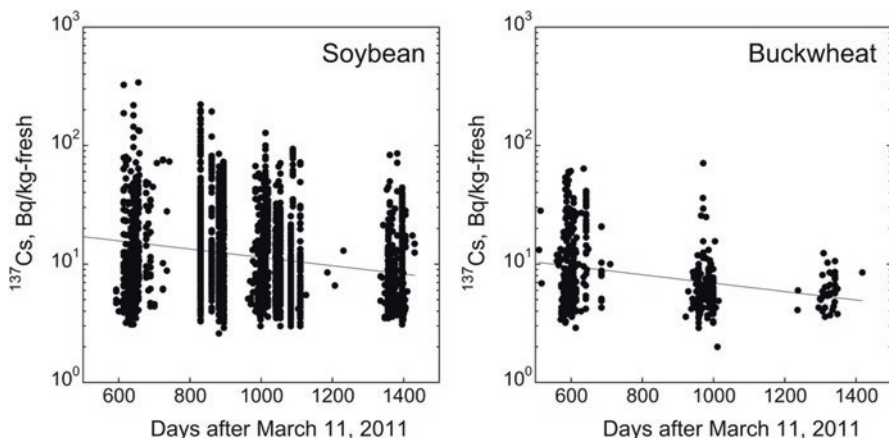 Soybean
10³
10²
10¹
10⁰
¹³⁷Cs, Bq/kg-fresh
600 800 1000 1200 1400
Days after March 11, 2011
Buckwheat
10³
10²
10¹
10⁰
¹³⁷Cs, Bq/kg-fresh
600 800 1000 1200 1400
Days after March 11, 2011